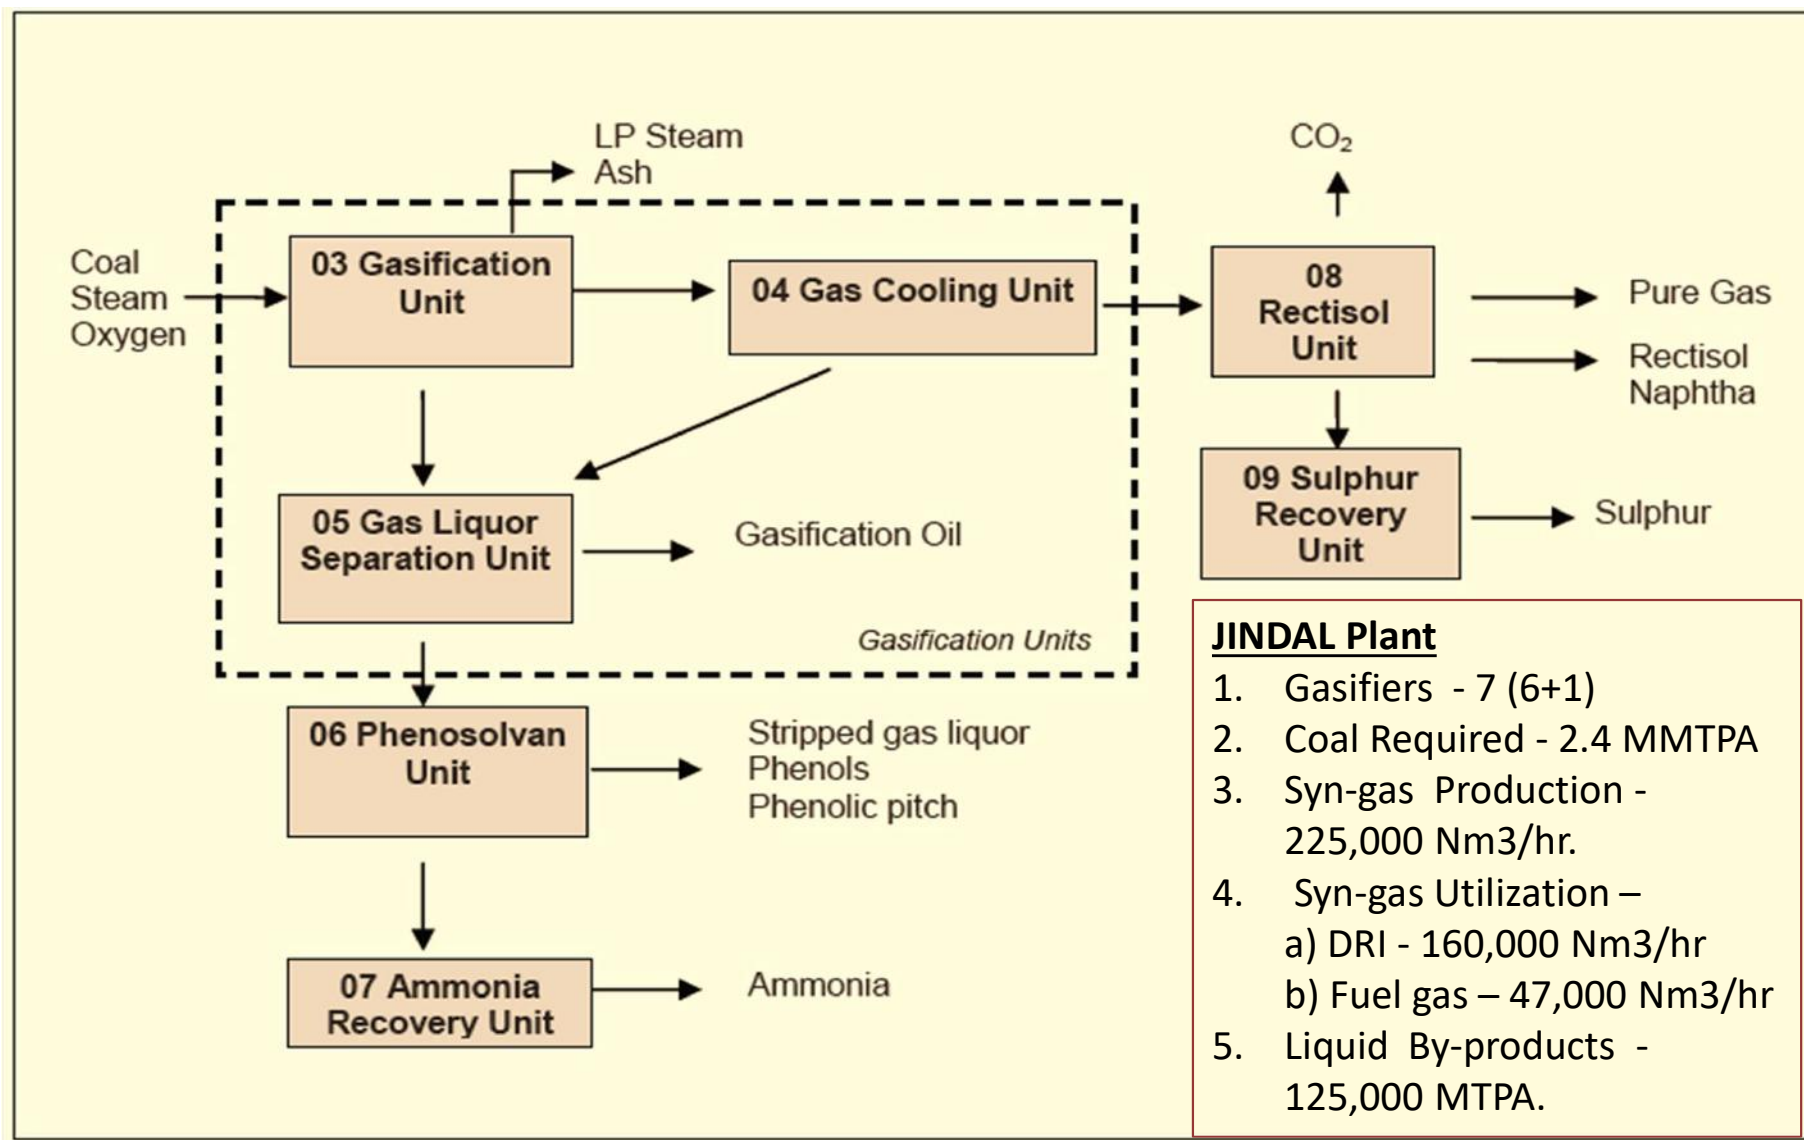 LP Steam
Ash
CO₂
Coal
Steam
Oxygen
03 Gasification
Unit
04 Gas Cooling Unit
08
Rectisol
Unit
Pure Gas
Rectisol
Naphtha
05 Gas Liquor
Separation Unit
Gasification Oil
09 Sulphur
Recovery
Unit
Sulphur
Gasification Units
06 Phenosolvan
Unit
Stripped gas liquor
Phenols
Phenolic pitch
07 Ammonia
Recovery Unit
Ammonia
JINDAL Plant
1. Gasifiers - 7 (6+1)
2. Coal Required - 2.4 MMTPA
3. Syn-gas Production -
225,000 Nm3/hr.
4. Syn-gas Utilization –
a) DRI - 160,000 Nm3/hr
b) Fuel gas – 47,000 Nm3/hr
5. Liquid By-products -
125,000 MTPA.